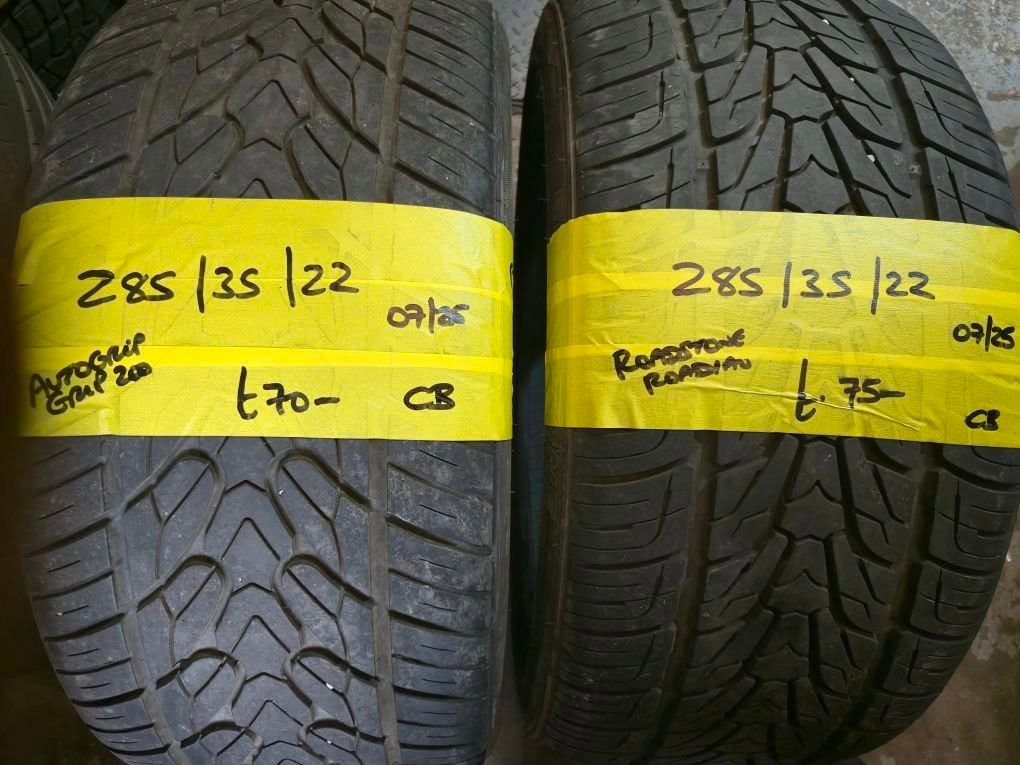 285/35/22
07/25
AUTOGRIP
GRIP 200
£70-
CB
285/35/22
07/25
ROADSTONE
ROADIAN
£.75-
CB